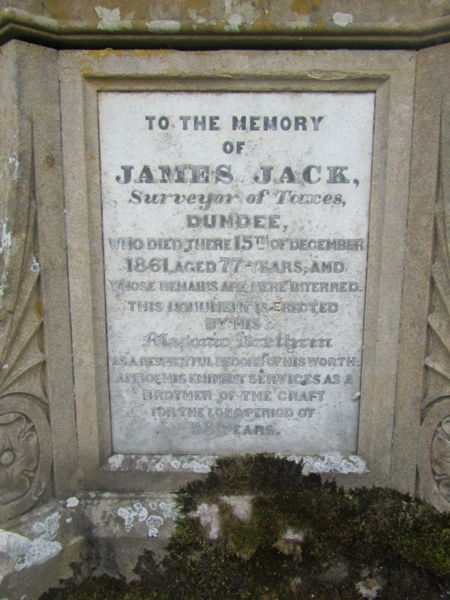 TO THE MEMORY
OF
JAMES JACK,
Surveyor of Taxes,
DUNDEE,
WHO DIED THERE 15TH OF DECEMBER
1861, AGED 77 YEARS, AND
WHOSE REMAINS ARE HERE INTERRED.
THIS MONUMENT IS ERECTED
BY HIS
Masonic Brethren
AS A RESPECTFUL RECORD OF HIS WORTH:
AND OF HIS EMINENT SERVICES AS A
BROTHER OF THE CRAFT
FOR THE LONG PERIOD OF
YEARS.